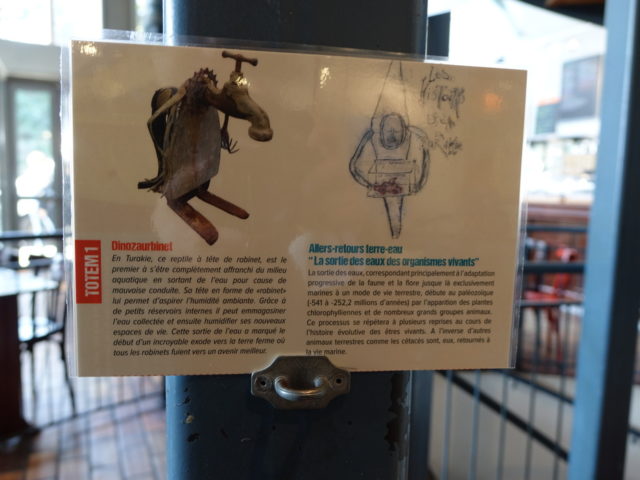 TOTEM 1
Dinozaurbinet
En Turakie, ce reptile à tête de robinet, est le
premier à s'être complètement affranchi du milieu
aquatique en sortant de l'eau pour cause de
mauvaise conduite. Sa tête en forme de «robinet»
lui permet d'aspirer l'humidité ambiante. Grâce à
de petits réservoirs internes il peut emmagasiner
l'eau collectée et ensuite humidifier ses nouveaux
espaces de vie. Cette sortie de l'eau a marqué le
début d'un incroyable exode vers la terre ferme où
tous les robinets fuient vers un avenir meilleur.
Les
Allers-retours terre-eau
"La sortie des eaux des organismes vivants"
La sortie des eaux, correspondant principalement à l'adaptation
progressive de la faune et la flore jusque là exclusivement
marines à un mode de vie terrestre, débute au paléozoïque
(-541 à -252,2 millions d'années) par l'apparition des plantes
chlorophylliennes et de nombreux grands groupes animaux.
Ce processus se répètera à plusieurs reprises au cours de
l'histoire évolutive des êtres vivants. A l'inverse d'autres
animaux terrestres comme les cétacés sont, eux, retournés à
la vie marine.